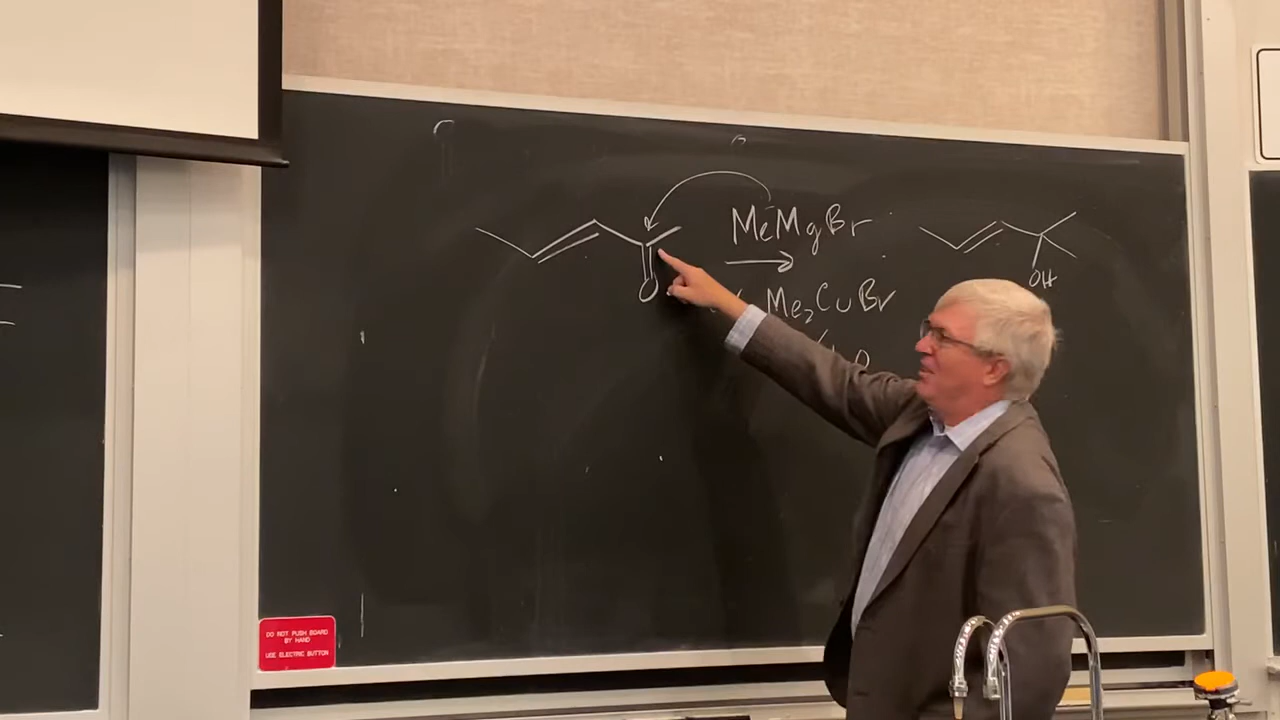 MeMgBr
O
OH
Me₂CuBr
DO NOT PUSH BOARD
BY HAND
USE ELECTRIC BUTTON